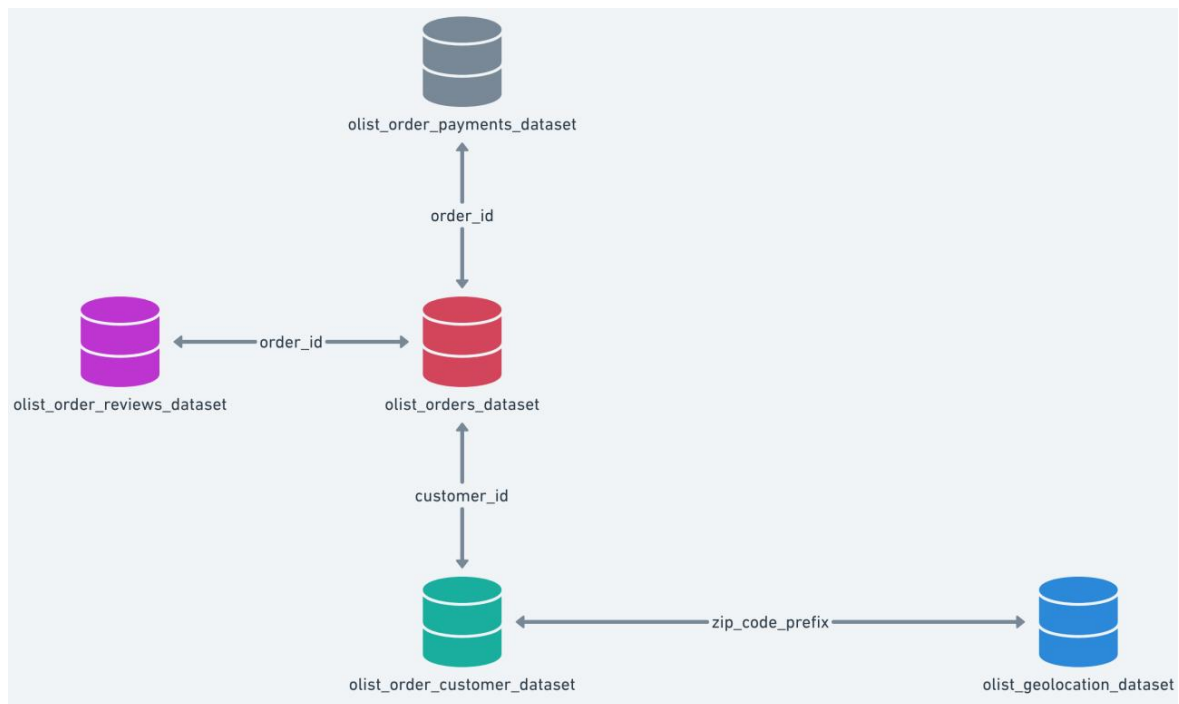 olist_order_payments_dataset
order_id
order_id
olist_order_reviews_dataset
olist_orders_dataset
customer_id
zip_code_prefix
olist_order_customer_dataset
olist_geolocation_dataset